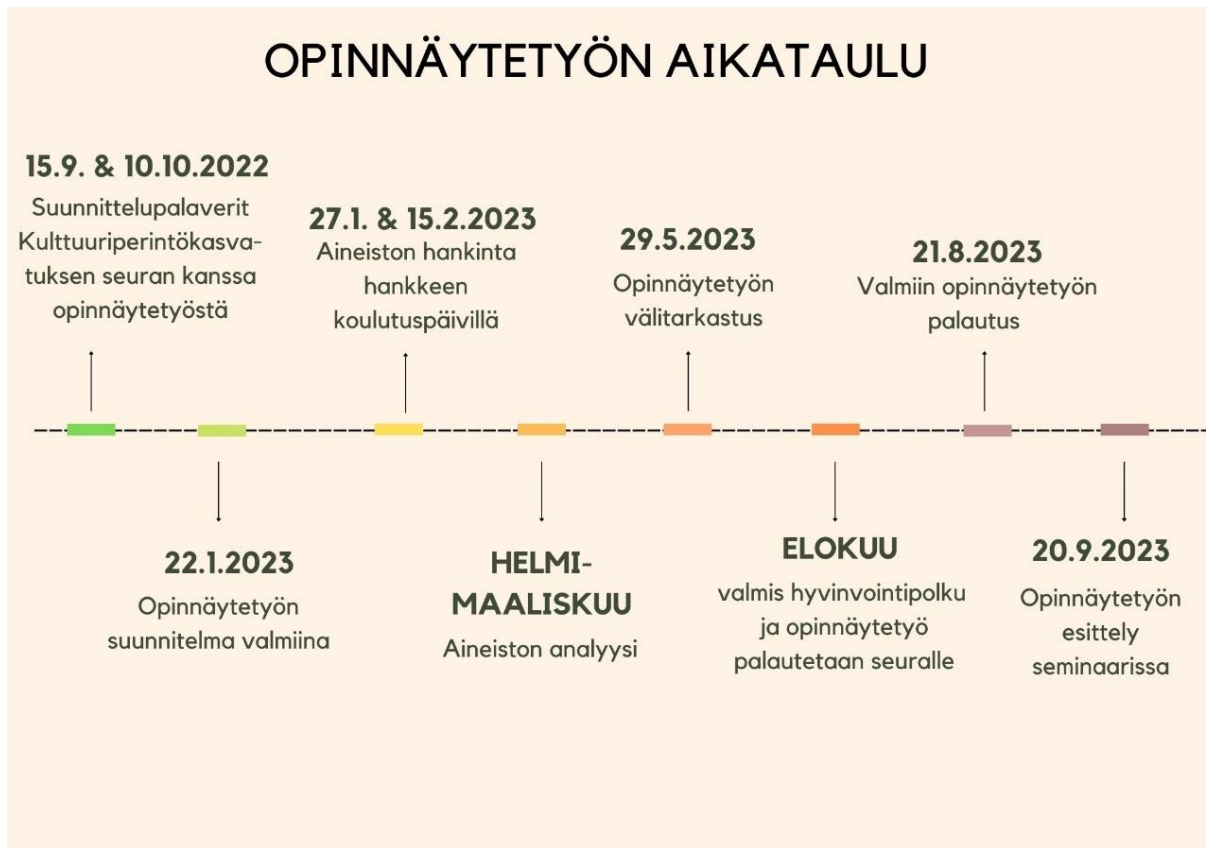 OPINNÄYTETYÖN AIKATAULU
15.9. & 10.10.2022
Suunnittelupalaverit
Kulttuuriperintökasva-
tuksen seuran kanssa
opinnäytetyöstä
27.1. & 15.2.2023
Aineiston hankinta
hankkeen
koulutuspäivillä
29.5.2023
Opinnäytetyön
välitarkastus
21.8.2023
Valmiin opinnäytetyön
palautus
22.1.2023
Opinnäytetyön
suunnitelma valmiina
HELMI-
MAALISKUU
Aineiston analyysi
ELOKUU
valmis hyvinvointipolku
ja opinnäytetyö
palautetaan seuralle
20.9.2023
Opinnäytetyön
esittely
seminaarissa